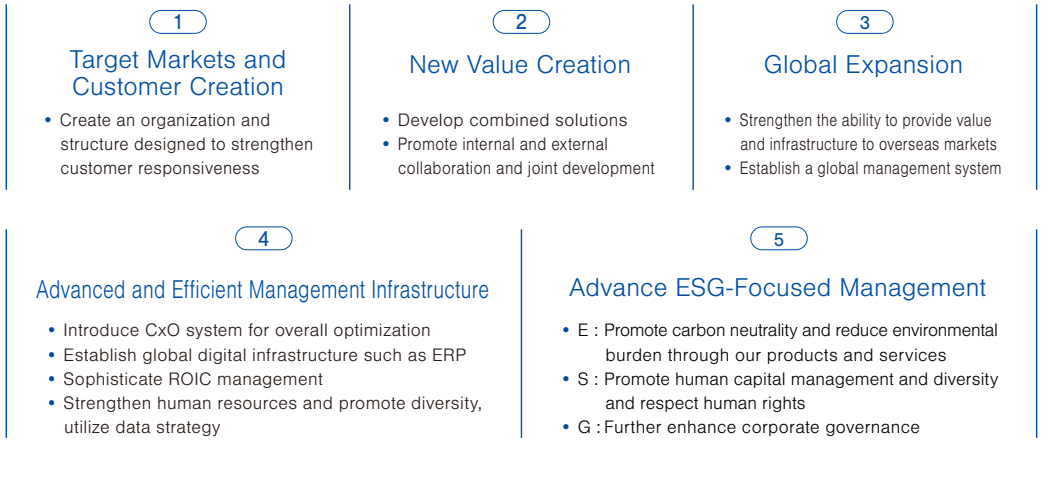 1
Target Markets and
Customer Creation
• Create an organization and
structure designed to strengthen
customer responsiveness
2
New Value Creation
• Develop combined solutions
• Promote internal and external
collaboration and joint development
3
Global Expansion
• Strengthen the ability to provide value
and infrastructure to overseas markets
• Establish a global management system
4
Advanced and Efficient Management Infrastructure
• Introduce CxO system for overall optimization
• Establish global digital infrastructure such as ERP
• Sophisticate ROIC management
• Strengthen human resources and promote diversity,
utilize data strategy
5
Advance ESG-Focused Management
• E : Promote carbon neutrality and reduce environmental
burden through our products and services
• S : Promote human capital management and diversity
and respect human rights
• G : Further enhance corporate governance